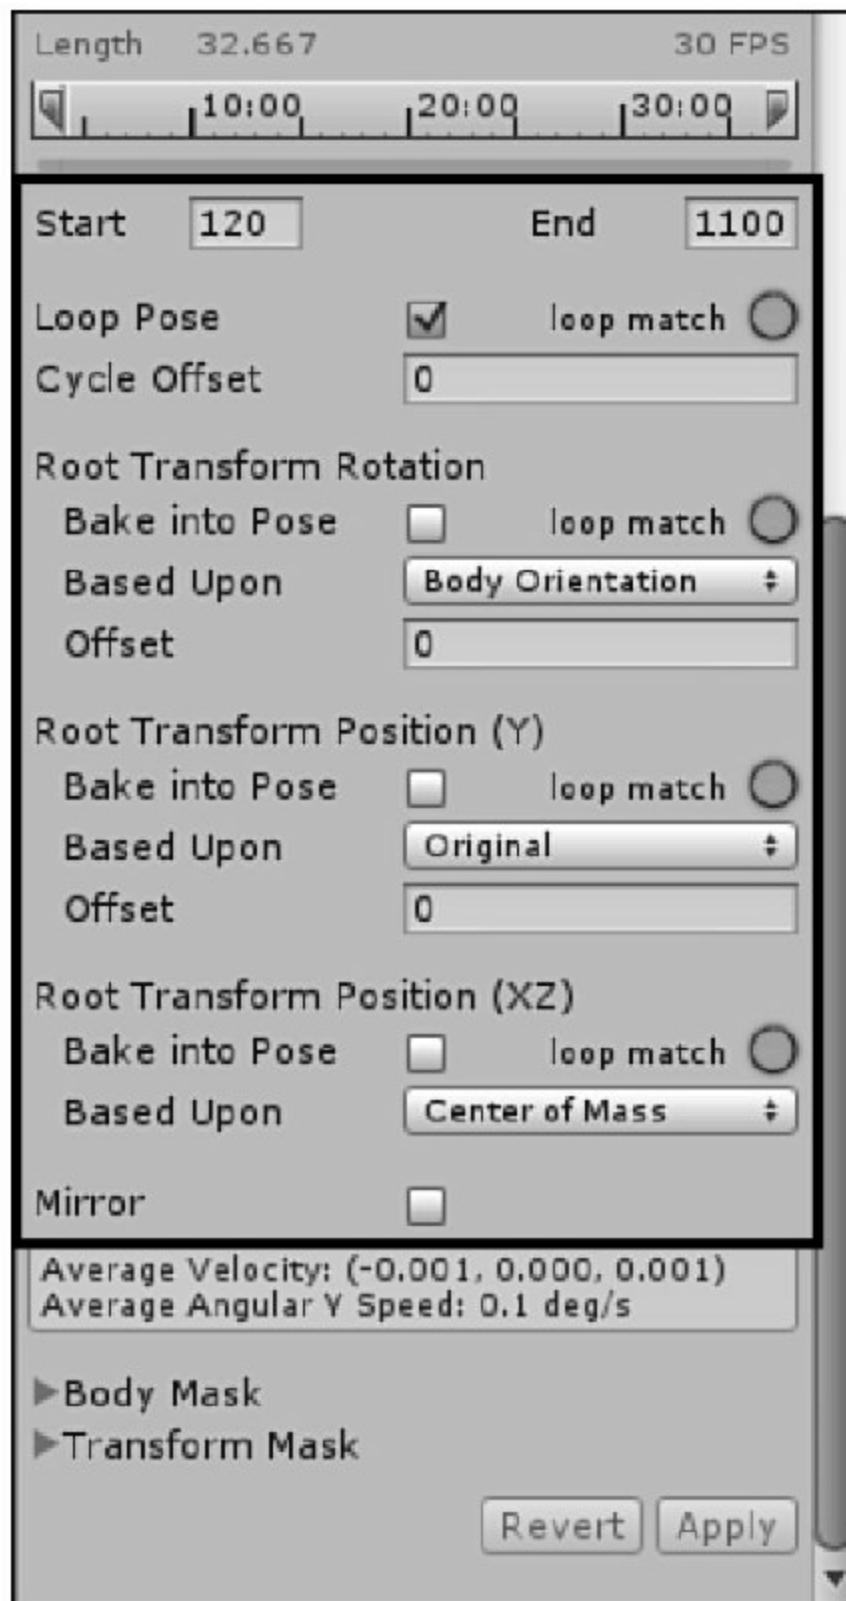 Length 32.667 30 FPS
10:00 20:00 30:00
Start 120 End 1100
Loop Pose loop match
Cycle Offset 0
Root Transform Rotation
Bake into Pose loop match
Based Upon Body Orientation
Offset 0
Root Transform Position (Y)
Bake into Pose loop match
Based Upon Original
Offset 0
Root Transform Position (XZ)
Bake into Pose loop match
Based Upon Center of Mass
Mirror
Average Velocity: (-0.001, 0.000, 0.001)
Average Angular Y Speed: 0.1 deg/s
Body Mask
Transform Mask
Revert Apply